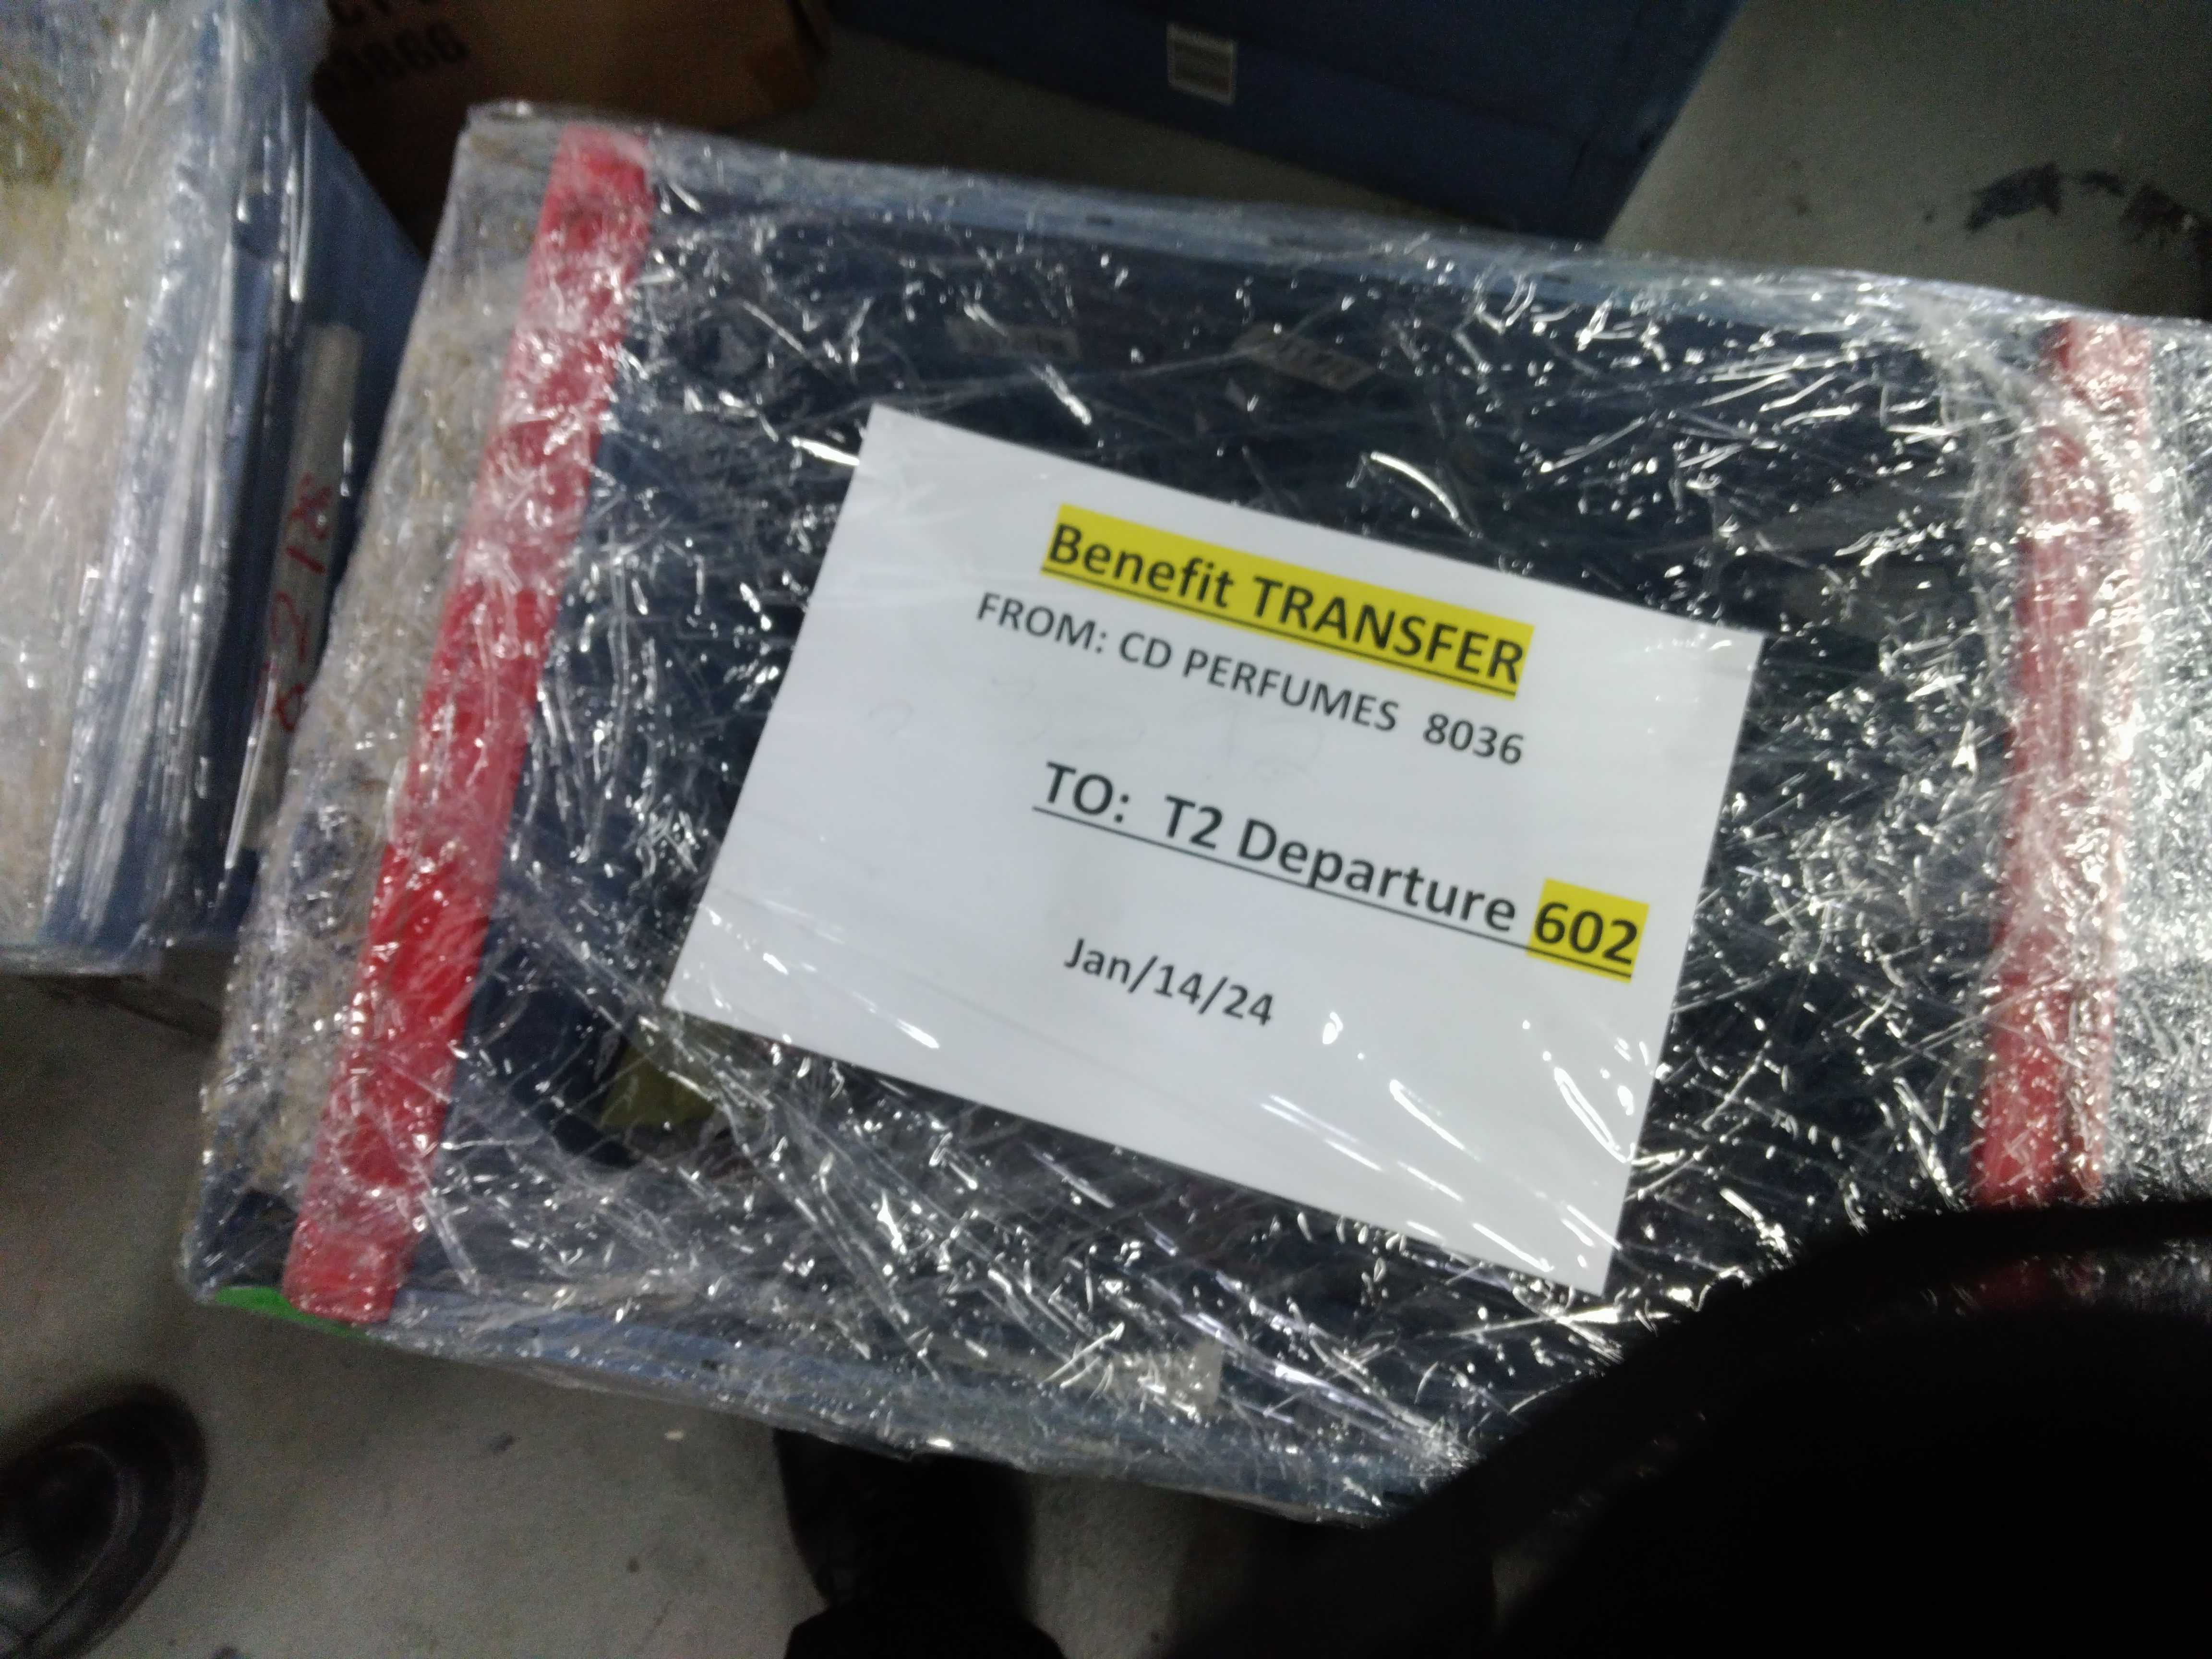 Benefit TRANSFER
FROM: CD PERFUMES 8036
TO: T2 Departure 602
Jan/14/24